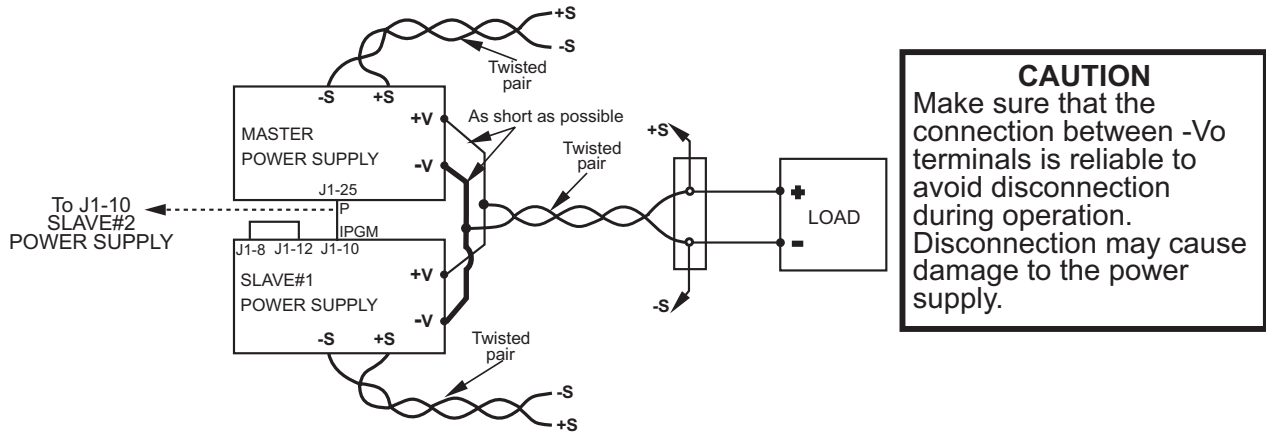 +S
-S
Twisted
pair
-S +S
MASTER
POWER SUPPLY
+V
-V
J1-25
As short as possible
Twisted
pair
+S
-S
+
-
LOAD
To J1-10
SLAVE#2
POWER SUPPLY
P
IPGM
J1-8 J1-12 J1-10
SLAVE#1
POWER SUPPLY
+V
-V
-S +S
Twisted
pair
-S
+S
CAUTION
Make sure that the
connection between -Vo
terminals is reliable to
avoid disconnection
during operation.
Disconnection may cause
damage to the power
supply.